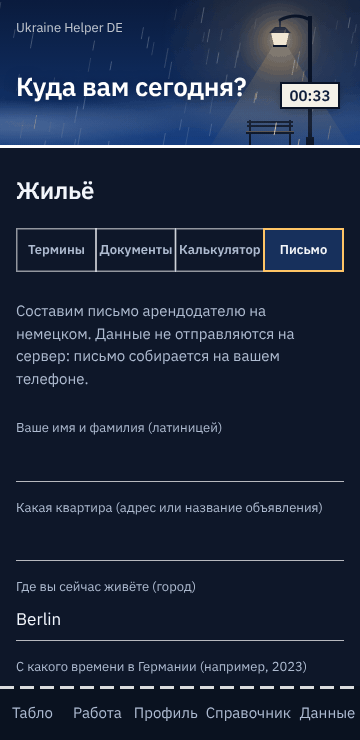 Ukraine Helper DE
Куда вам сегодня?
00:33
Жильё
Термины Документы Калькулятор Письмо
Составим письмо арендодателю на
немецком. Данные не отправляются на
сервер: письмо собирается на вашем
телефоне.
Ваше имя и фамилия (латиницей)
Какая квартира (адрес или название объявления)
Где вы сейчас живёте (город)
Berlin
С какого времени в Германии (например, 2023)
Табло Работа Профиль Справочник Данные